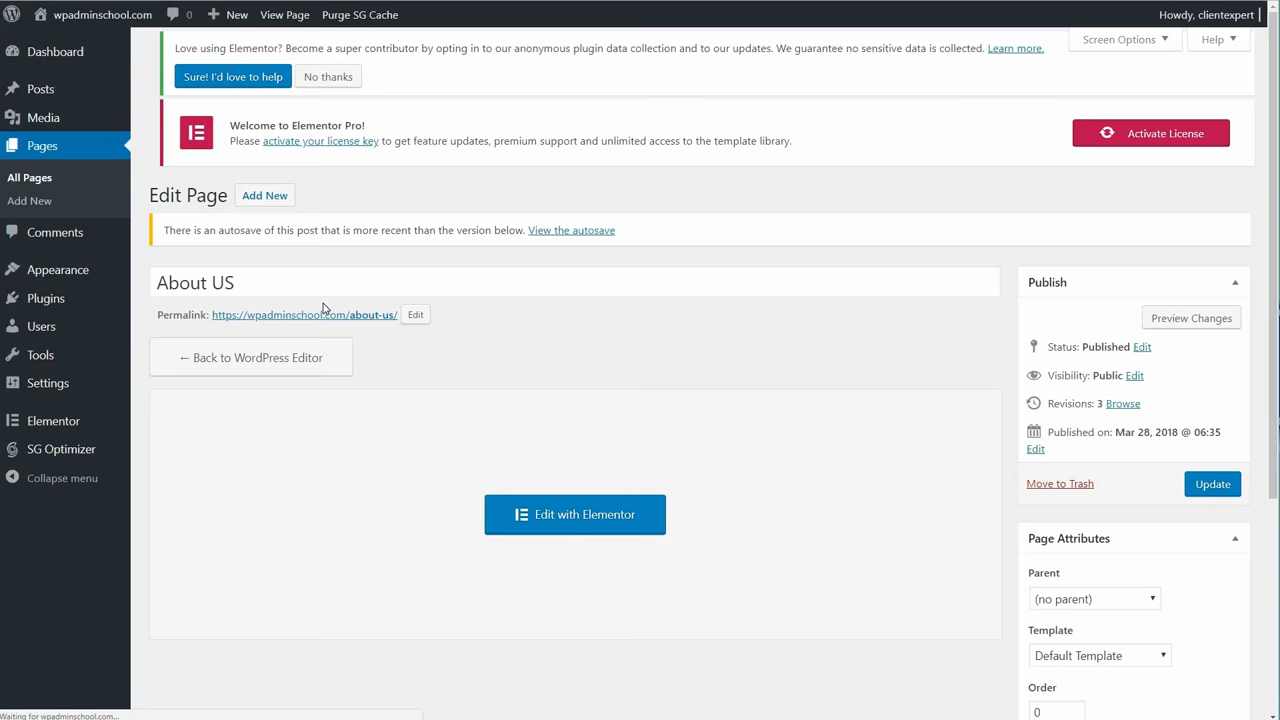 wpadminschool.com 0 New View Page Purge SG Cache Howdy, clientexpert
Dashboard
Posts
Media
Pages
All Pages
Add New
Comments
Appearance
Plugins
Users
Tools
Settings
Elementor
SG Optimizer
Collapse menu
Love using Elementor? Become a super contributor by opting in to our anonymous plugin data collection and to our updates. We guarantee no sensitive data is collected. Learn more.
Sure! I'd love to help No thanks
Screen Options Help
Welcome to Elementor Pro!
Please activate your license key to get feature updates, premium support and unlimited access to the template library.
Activate License
Edit Page Add New
There is an autosave of this post that is more recent than the version below. View the autosave
About US
Permalink: https://wpadminschool.com/about-us/ Edit
← Back to WordPress Editor
Edit with Elementor
Publish
Preview Changes
Status: Published Edit
Visibility: Public Edit
Revisions: 3 Browse
Published on: Mar 28, 2018 @ 06:35
Edit
Move to Trash Update
Page Attributes
Parent
(no parent)
Template
Default Template
Order
0
Waiting for wpadminschool.com...